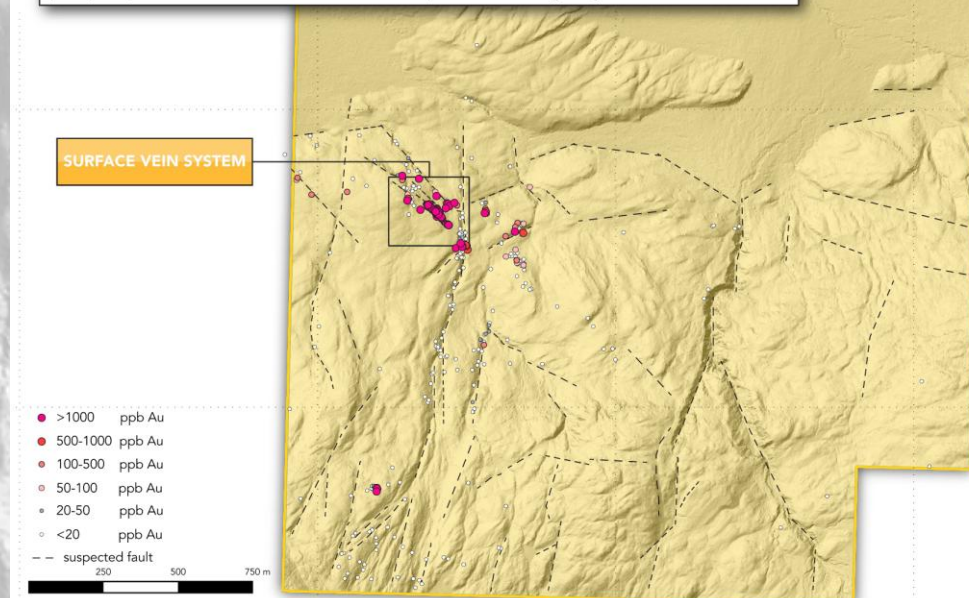 SURFACE VEIN SYSTEM
>1000 ppb Au
500-1000 ppb Au
100-500 ppb Au
50-100 ppb Au
20-50 ppb Au
<20 ppb Au
suspected fault
250 500 750 m